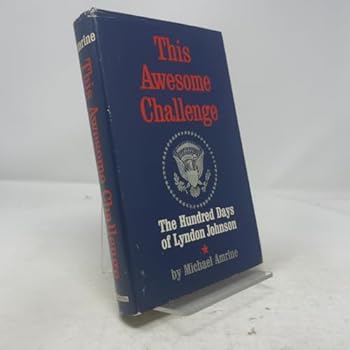 This
Awesome
Challenge
The Hundred Days
of Lyndon Johnson
by Michael Amrine
Amrine
This Awesome Challenge